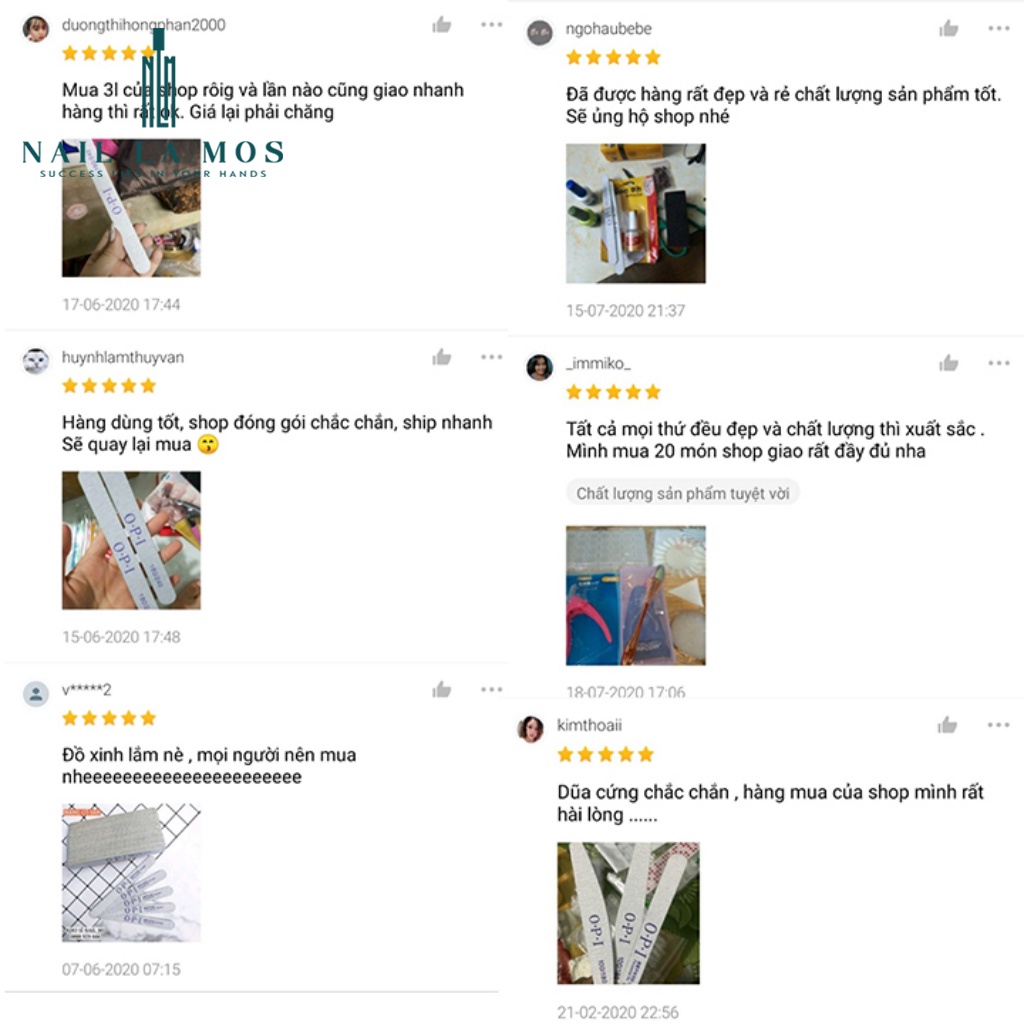 duongthihongphan2000
Mua 3l của shop rôig và lần nào cũng giao nhanh
hàng thì rất ok. Giá lại phải chăng
NAIL LA MOS
SUCCESS IN YOUR HANDS
O·P·I
17-06-2020 17:44
huynhlamthuyvan
Hàng dùng tốt, shop đóng gói chắc chắn, ship nhanh
Sẽ quay lại mua 😙
O·P·I
O·P·I
15-06-2020 17:48
v*****2
Đồ xinh lắm nè , mọi người nên mua
nheeeeeeeeeeeeeeeeeeeeee
07-06-2020 07:15
ngohaubebe
Đã được hàng rất đẹp và rẻ chất lượng sản phẩm tốt.
Sẽ ủng hộ shop nhé
15-07-2020 21:37
_immiko_
Tất cả mọi thứ đều đẹp và chất lượng thì xuất sắc .
Mình mua 20 món shop giao rất đầy đủ nha
Chất lượng sản phẩm tuyệt vời
18-07-2020 17:06
kimthoaii
Dũa cứng chắc chắn , hàng mua của shop mình rất
hài lòng ......
O·P·I
O·P·I
O·P·I
21-02-2020 22:56